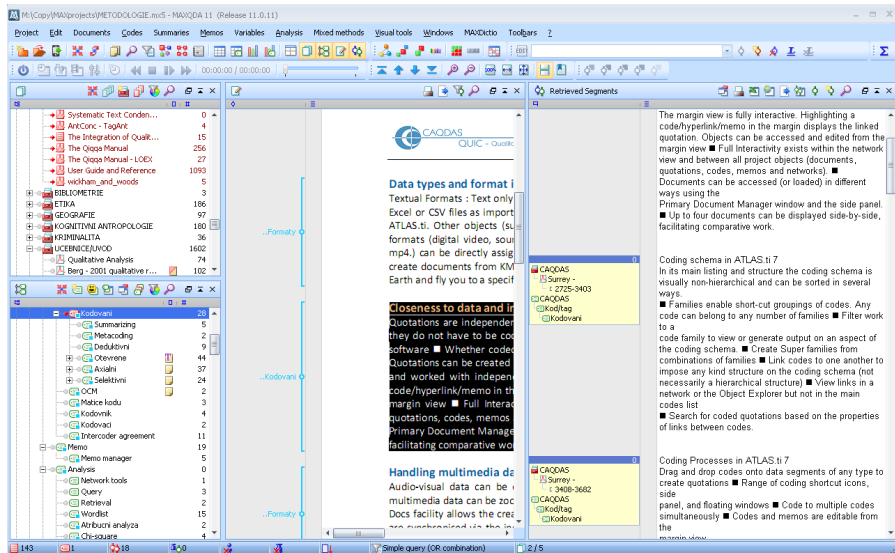 M:\Copy\MAXprojects\METODOLOGIE.mx5 - MAXQDA 11 (Release 11.0.11)
Project Edit Documents Codes Summaries Memos Variables Analysis Mixed methods Visual tools Windows MAXDictio Toolbars ?
00:00:00 / 00:00:00
Systematic Text Conden... 0
AntConc - TagAnt 4
The Integration of Qualit... 15
The Qiqqa Manual 256
The Qiqqa Manual - LOEX 27
User Guide and Reference 1093
wickham_and_woods 5
BIBLIOMETRIE 3
ETIKA 186
GEOGRAFIE 97
KOGNITIVNI ANTROPOLOGIE 180
KRIMINALITA 36
UCEBNICE/UVOD 1602
Qualitative Analysis 74
Berg - 2001 qualitative r... 102
Kodovani 28
Summarizing 5
Metacoding 2
Deduktivni 9
Otevrene 44
Axialni 37
Selektivni 24
OCM 2
Matice kodu 3
Kodovnik 4
Kodovaci 2
Intercoder agreement 11
Memo 19
Memo manager 5
Analysis 0
Network tools 1
Query 3
Retrieval 2
Wordlist 15
Atribucni analyza 2
Chi-square 4
CAQDAS
QUIC - Qualit
..Formaty
..Kodovani
..Formaty
Data types and format i
Textual Formats : Text only
Excel or CSV files as import
ATLAS.ti. Other objects (su
formats (digital video, sour
mp4.) can be directly assig
create documents from KM
Earth and fly you to a specif
Closeness to data and in
Quotations are independen
they do not have to be co
software ■ Whether coded
Quotations can be created
and worked with indepen
code/hyperlink/memo in th
margin view ■ Full Interac
quotations, codes, memos
Primary Document Manage
facilitating comparative wo
Handling multimedia da
Audio-visual data can be
multimedia data can be zoc
Docs facility allows the crea
are synchronised via the in
Retrieved Segments
0
CAQDAS
Surrey -
: 2725-3403
CAQDAS
Kod/tag
Kodovani
0
CAQDAS
Surrey -
: 3408-3682
CAQDAS
Kod/tag
Kodovani
The margin view is fully interactive. Highlighting a
code/hyperlink/memo in the margin displays the linked
quotation. Objects can be accessed and edited from the
margin view ■ Full Interactivity exists within the network
view and between all project objects (documents,
quotations, codes, memos and networks). ■
Documents can be accessed (or loaded) in different
ways using the
Primary Document Manager window and the side panel.
■ Up to four documents can be displayed side-by-side,
facilitating comparative work.
Coding schema in ATLAS.ti 7
In its main listing and structure the coding schema is
visually non-hierarchical and can be sorted in several
ways.
■ Families enable short-cut groupings of codes. Any
code can belong to any number of families ■ Filter work
to a
code family to view or generate output on an aspect of
the coding schema. ■ Create Super families from
combinations of families ■ Link codes to one another to
impose any kind structure on the coding schema (not
necessarily a hierarchical structure) ■ View links in a
network or the Object Explorer but not in the main
codes list
■ Search for coded quotations based on the properties
of links between codes.
Coding Processes in ATLAS.ti 7
Drag and drop codes onto data segments of any type to
create quotations ■ Range of coding shortcut icons,
side
panel, and floating windows ■ Code to multiple codes
simultaneously ■ Codes and memos are editable from
the
margin view
143 1 18 0 Simple query (OR combination) 2 / 5